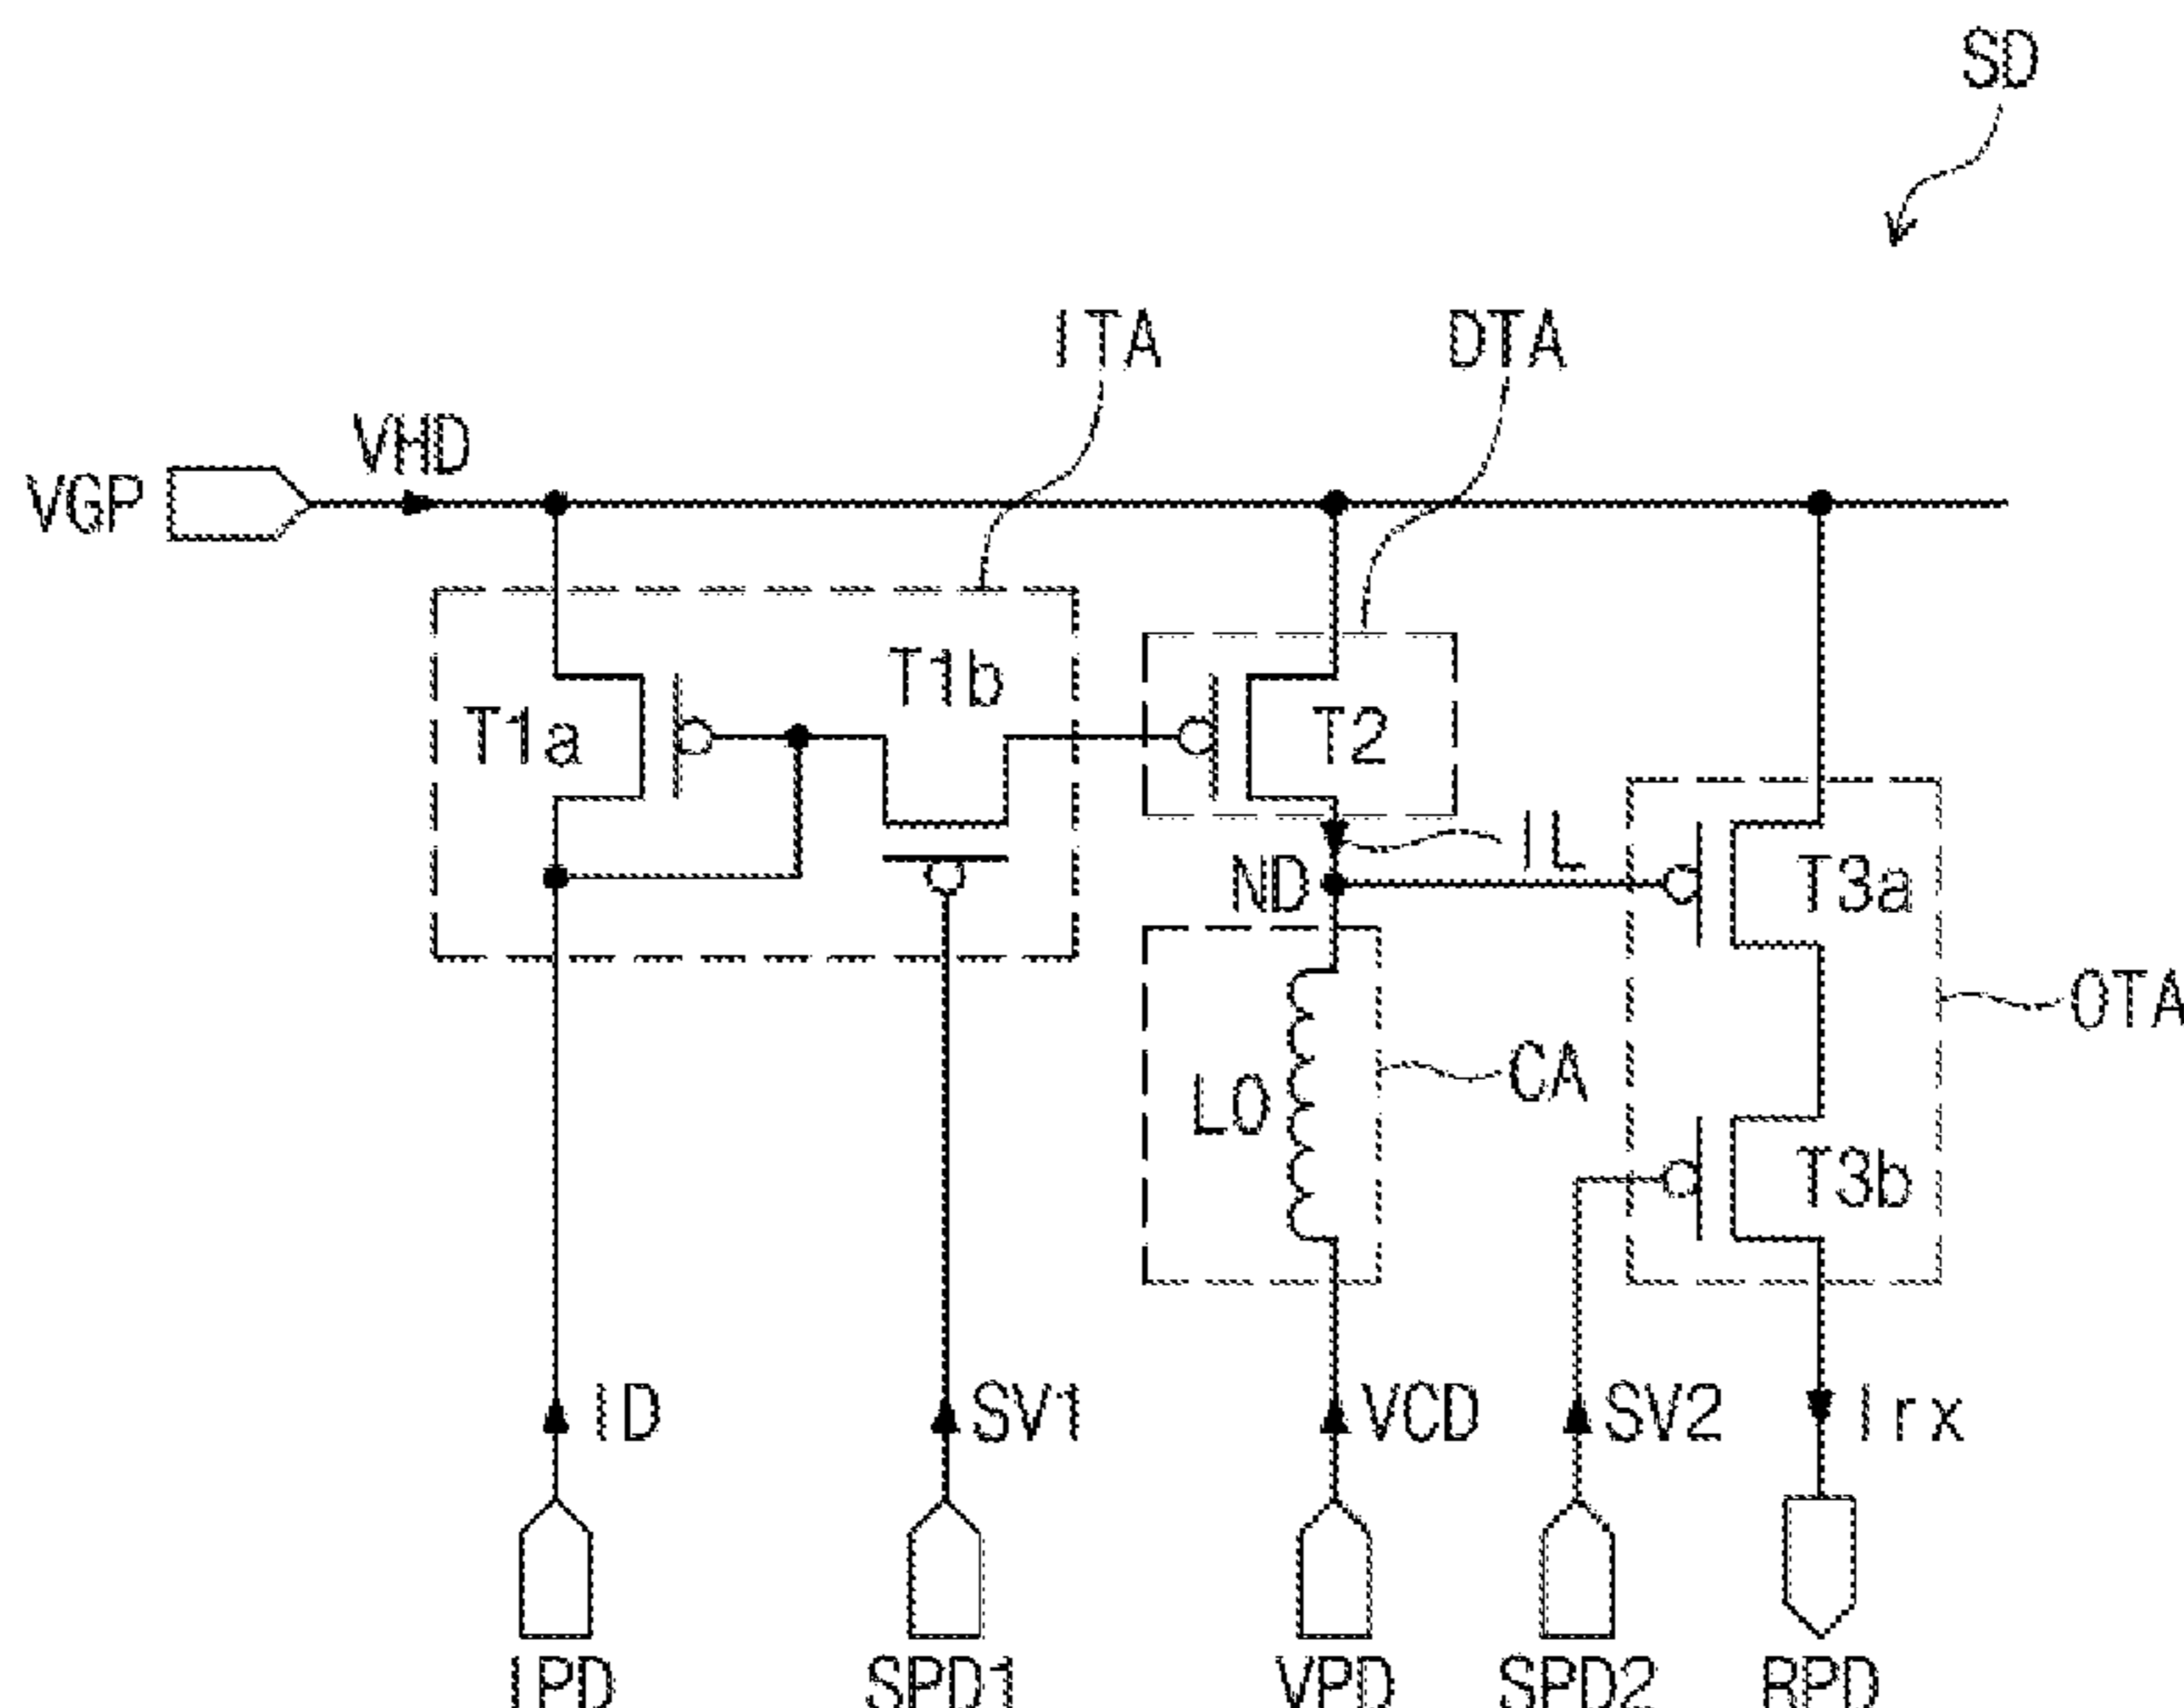 SD
ITA
DTA
VHD
VGP
T1b
T1a
T2
IL
ND
T3a
OTA
CA
LO
T3b
ID
SV1
VCD
SV2
Irx
IPD
SPD1
VPD
SPD2
RPD